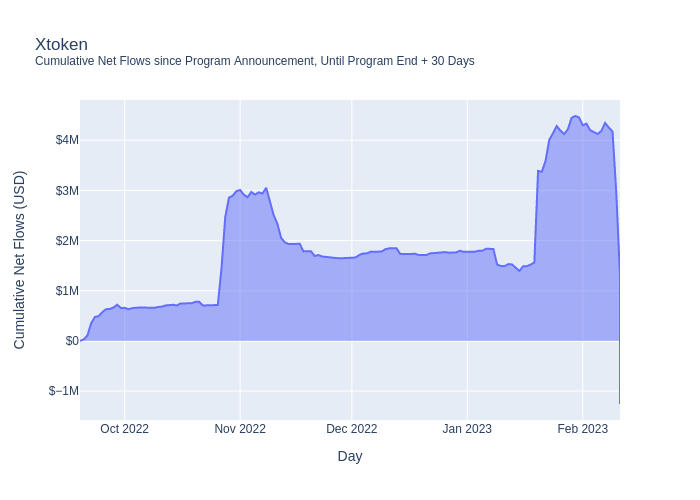 Xtoken
Cumulative Net Flows since Program Announcement, Until Program End + 30 Days
Cumulative Net Flows (USD)
$4M
$3M
$2M
$1M
$0
$−1M
Oct 2022
Nov 2022
Dec 2022
Jan 2023
Feb 2023
Day